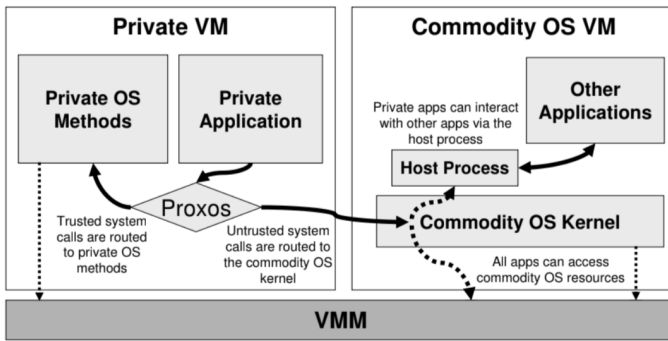 Private VM
Private OS
Methods
Private
Application
Proxos
Trusted system
calls are routed
to private OS
methods
Untrusted system
calls are routed to
the commodity OS
kernel
Commodity OS VM
Private apps can interact
with other apps via the
host process
Other
Applications
Host Process
Commodity OS Kernel
All apps can access
commodity OS resources
VMM